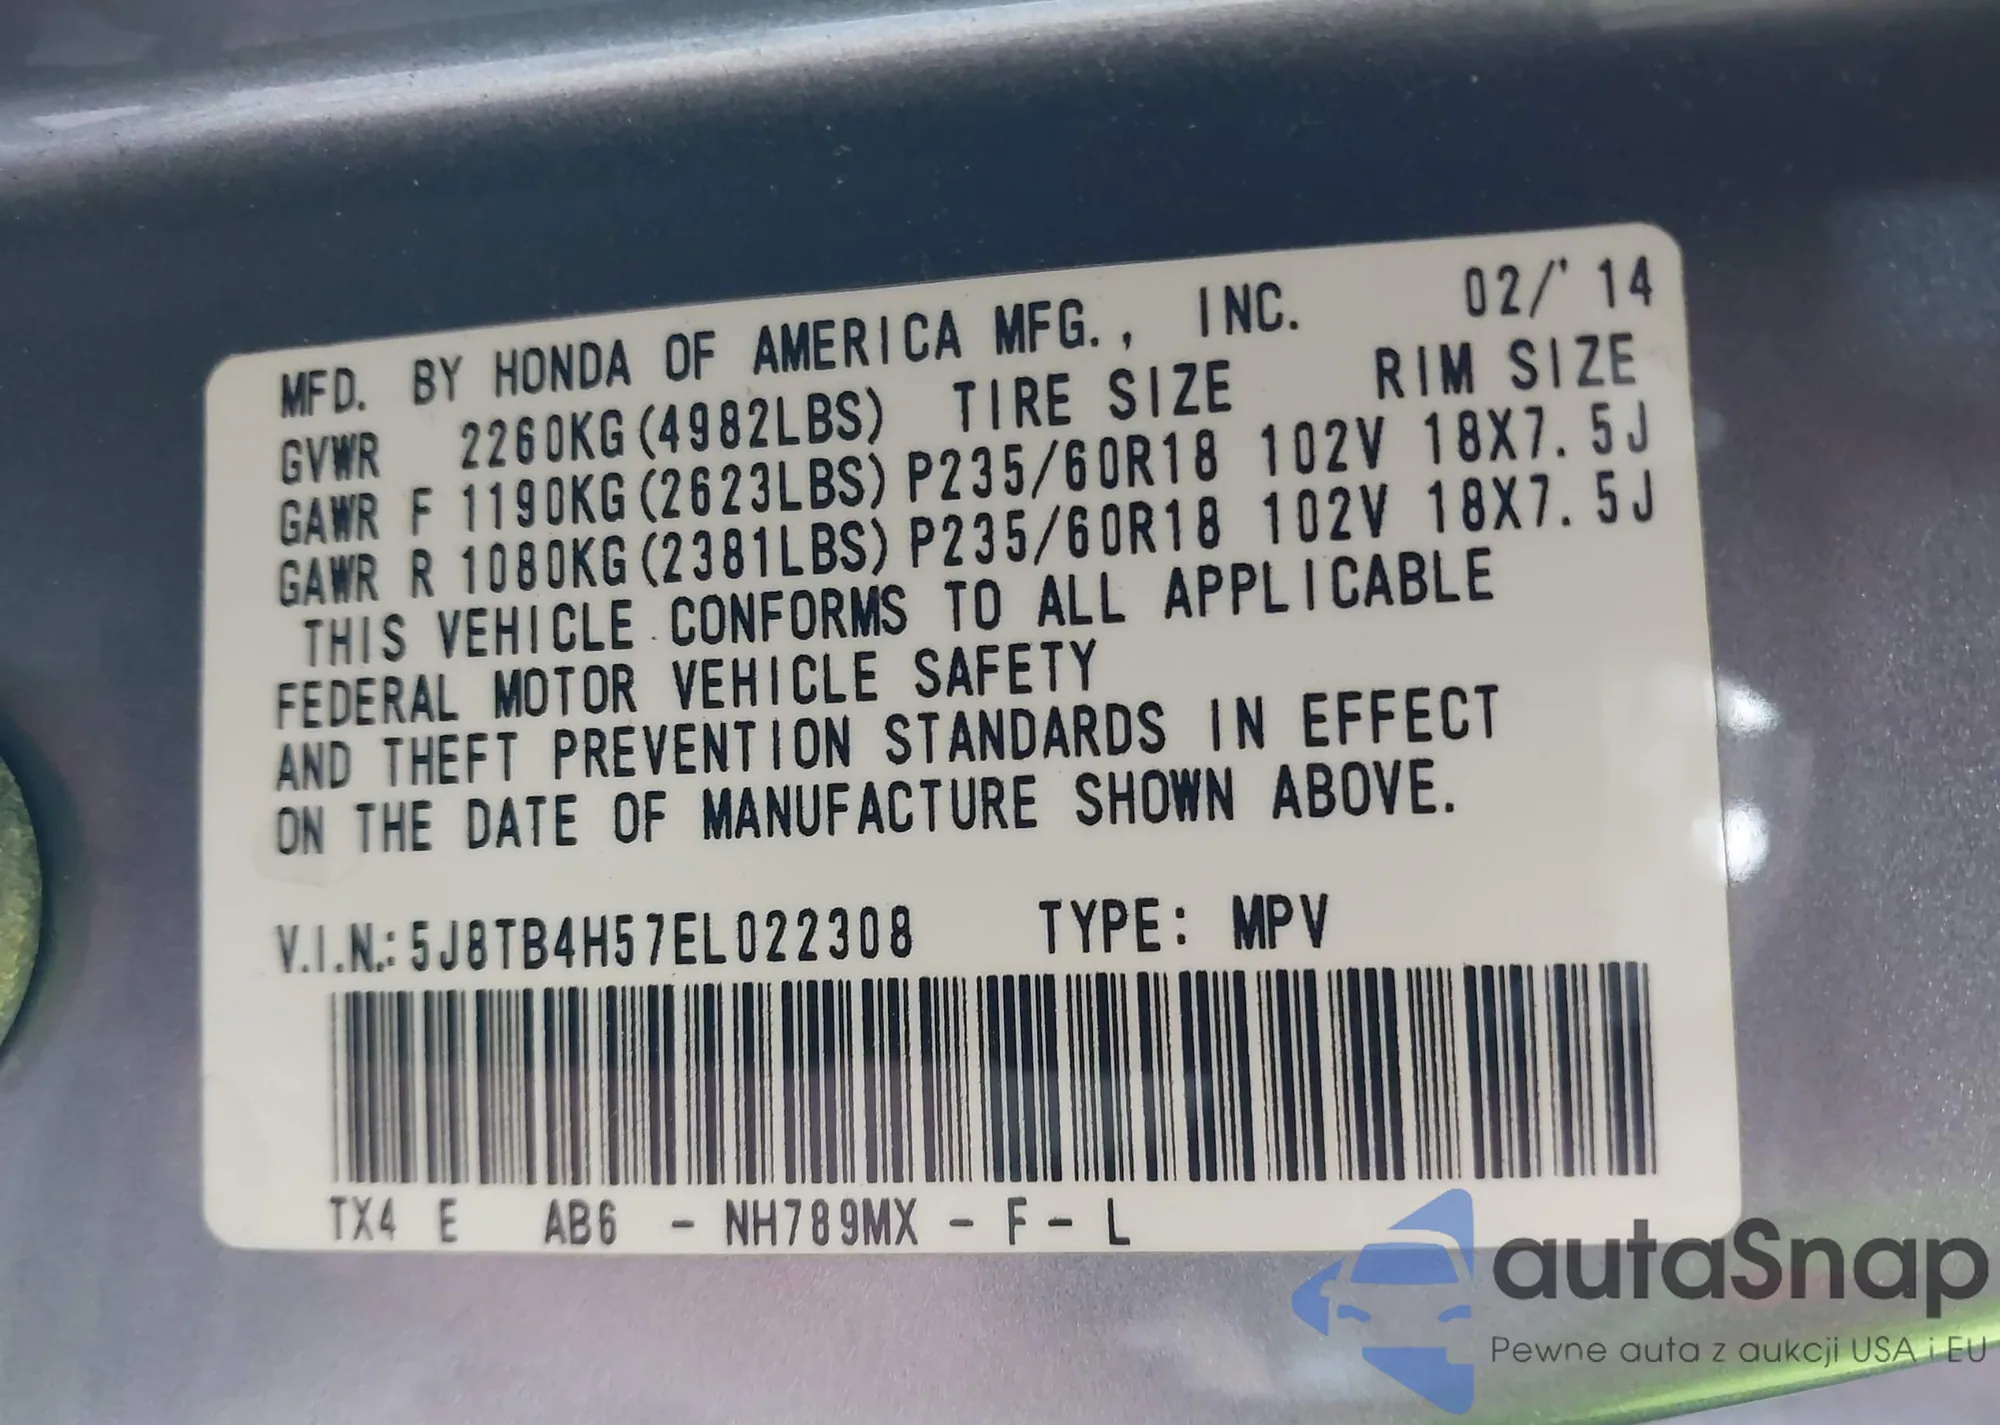 MFD. BY HONDA OF AMERICA MFG., INC. 02/'14
GVWR 2260KG(4982LBS) TIRE SIZE RIM SIZE
GAWR F 1190KG(2623LBS) P235/60R18 102V 18X7.5J
GAWR R 1080KG(2381LBS) P235/60R18 102V 18X7.5J
THIS VEHICLE CONFORMS TO ALL APPLICABLE
FEDERAL MOTOR VEHICLE SAFETY
AND THEFT PREVENTION STANDARDS IN EFFECT
ON THE DATE OF MANUFACTURE SHOWN ABOVE.
V.I.N.: 5J8TB4H57EL022308 TYPE: MPV
TX4 E AB6 - NH789MX - F - L
autoSnap
Pewne auta z aukcji USA i EU